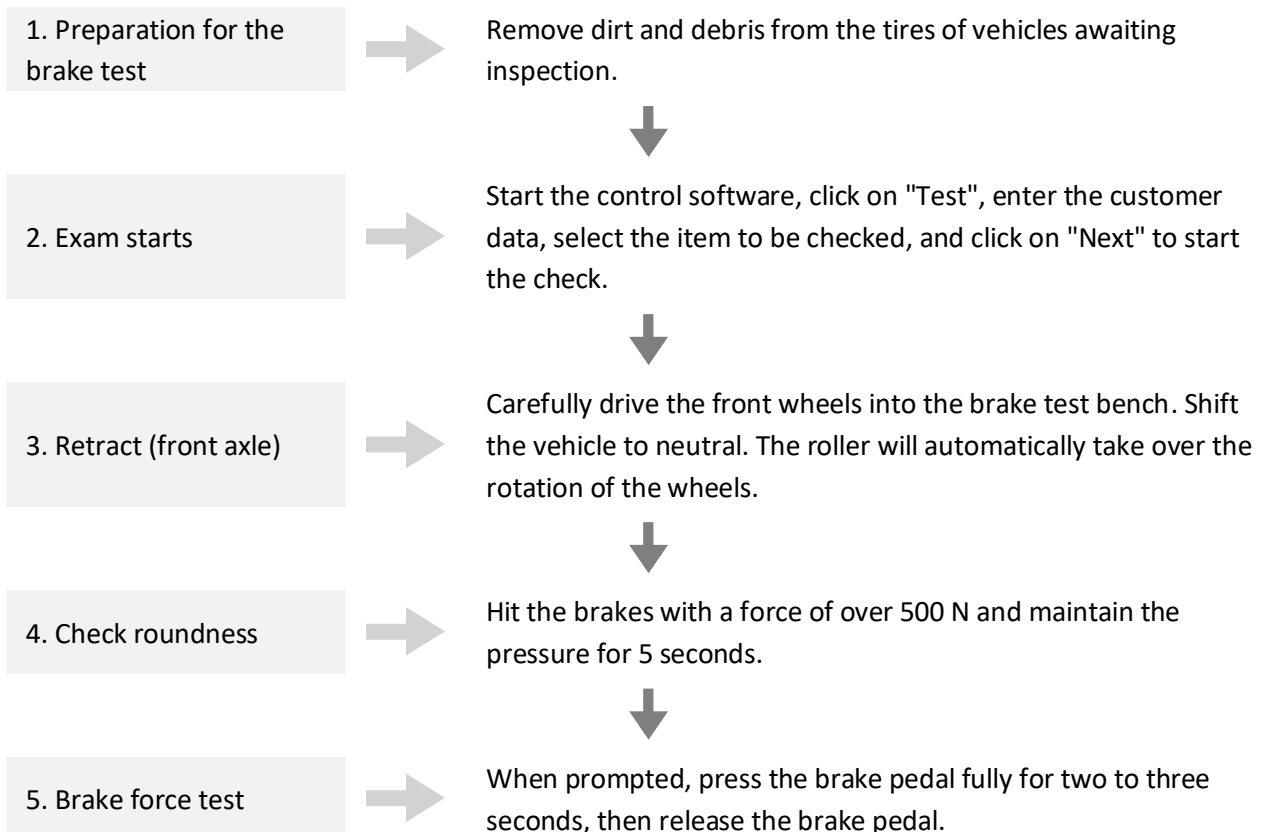 1. Preparation for the
brake test
Remove dirt and debris from the tires of vehicles awaiting
inspection.
2. Exam starts
Start the control software, click on "Test", enter the customer
data, select the item to be checked, and click on "Next" to start
the check.
3. Retract (front axle)
Carefully drive the front wheels into the brake test bench. Shift
the vehicle to neutral. The roller will automatically take over the
rotation of the wheels.
4. Check roundness
Hit the brakes with a force of over 500 N and maintain the
pressure for 5 seconds.
5. Brake force test
When prompted, press the brake pedal fully for two to three
seconds, then release the brake pedal.